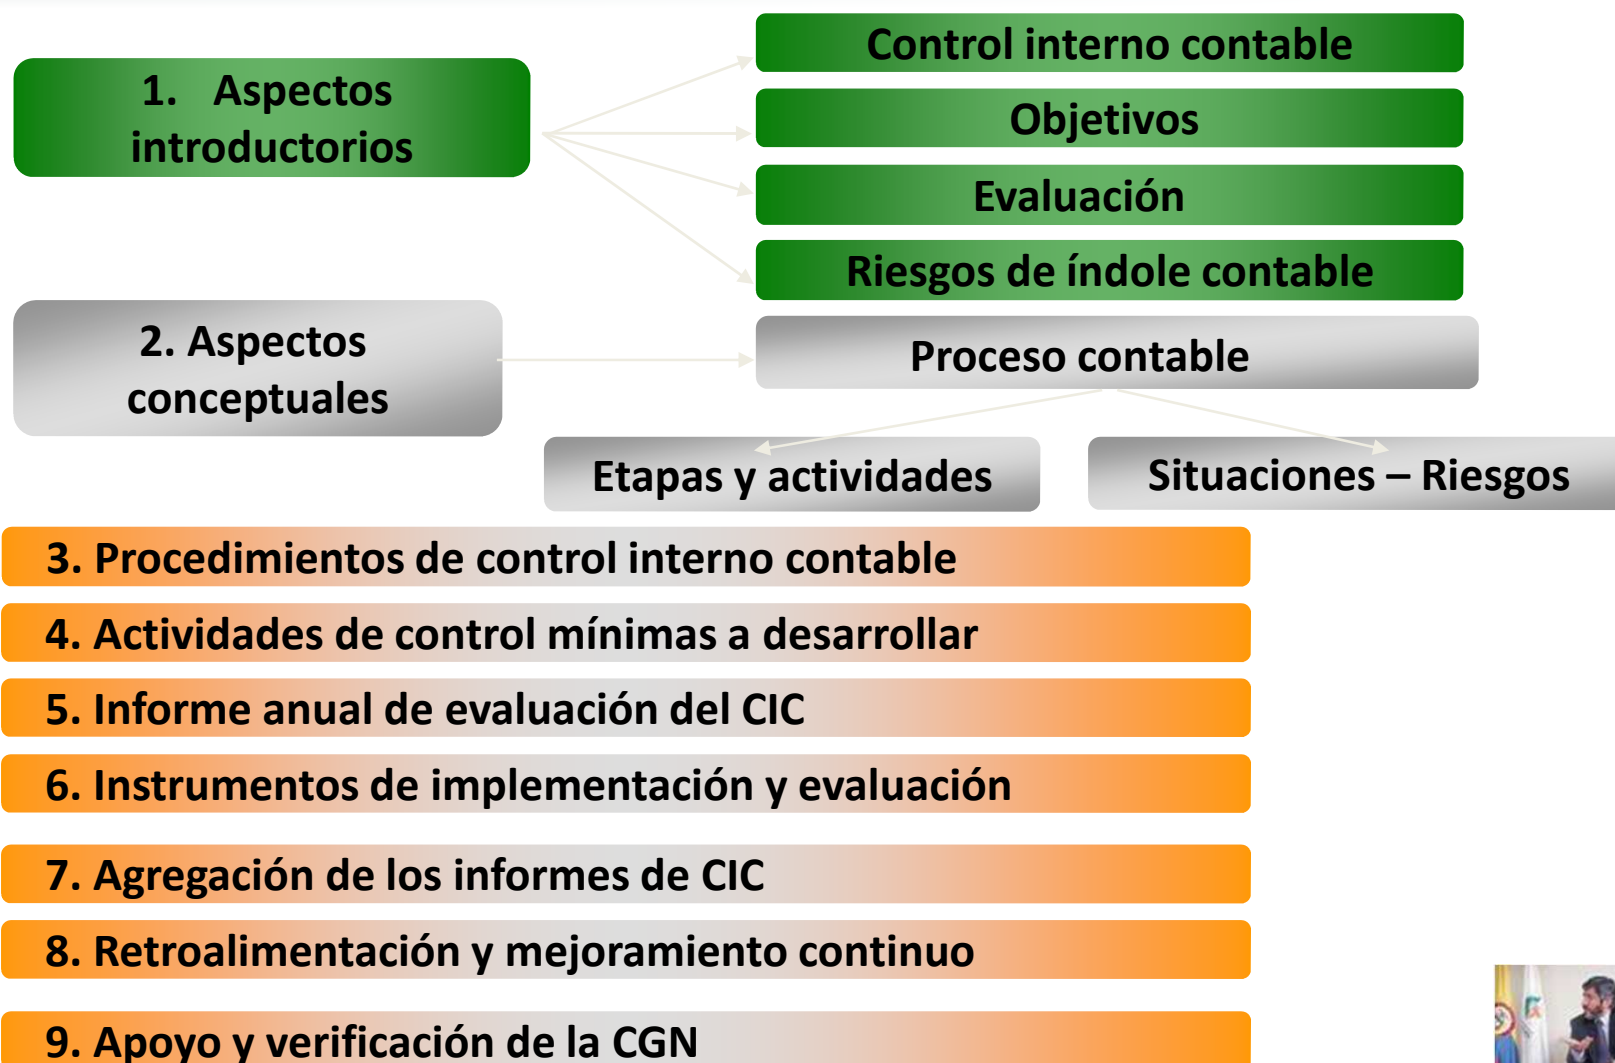 1. Aspectos
introductorios
Control interno contable
Objetivos
Evaluación
Riesgos de índole contable
2. Aspectos
conceptuales
Proceso contable
Etapas y actividades
Situaciones – Riesgos
3. Procedimientos de control interno contable
4. Actividades de control mínimas a desarrollar
5. Informe anual de evaluación del CIC
6. Instrumentos de implementación y evaluación
7. Agregación de los informes de CIC
8. Retroalimentación y mejoramiento continuo
9. Apoyo y verificación de la CGN